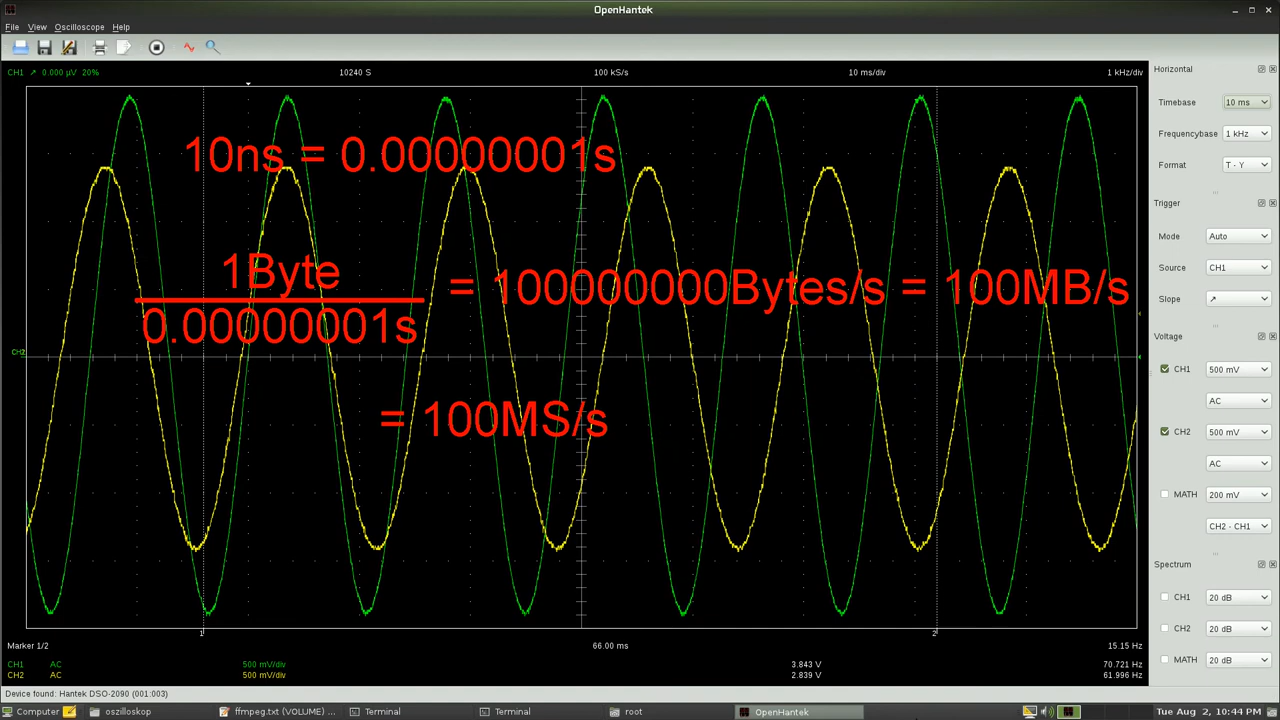 OpenHantek
File View Oscilloscope Help
CH1 ↗ 0.000 µV 20% 10240 S 100 kS/s 10 ms/div 1 kHz/div
10ns = 0.00000001s
1Byte
0.00000001s
= 100000000Bytes/s = 100MB/s
= 100MS/s
CH2
1
2
Marker 1/2 66.00 ms 15.15 Hz
CH1 AC 500 mV/div 3.843 V 70.721 Hz
CH2 AC 500 mV/div 2.839 V 61.996 Hz
Horizontal
Timebase 10 ms
Frequencybase 1 kHz
Format T - Y
Trigger
Mode Auto
Source CH1
Slope ↗
Voltage
CH1 500 mV
AC
CH2 500 mV
AC
MATH 200 mV
CH2 - CH1
Spectrum
CH1 20 dB
CH2 20 dB
MATH 20 dB
Device found: Hantek DSO-2090 (001:003)
Computer oszilloskop ffmpeg.txt (VOLUME) ... Terminal Terminal root OpenHantek Tue Aug 2, 10:44 PM